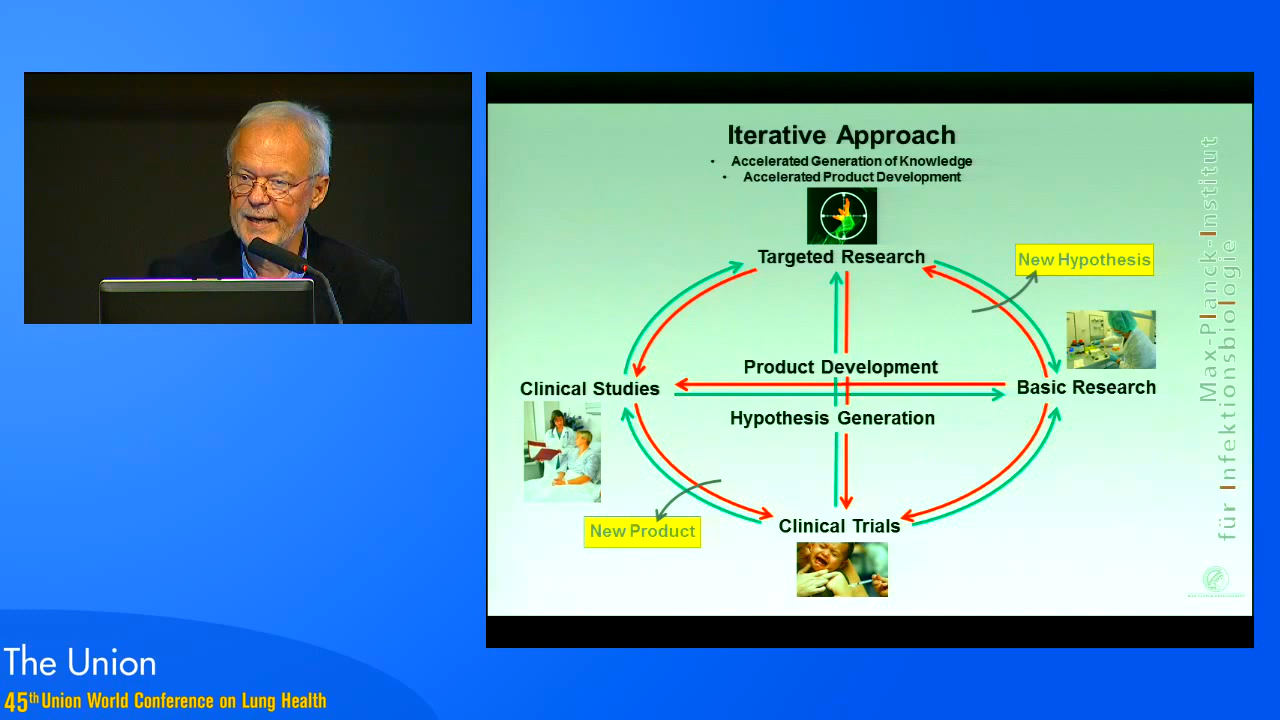 Iterative Approach
• Accelerated Generation of Knowledge
• Accelerated Product Development
Targeted Research
New Hypothesis
Product Development
Clinical Studies
Basic Research
Hypothesis Generation
New Product
Clinical Trials
Max-Planck-Institut
für Infektionsbiologie
The Union
45th Union World Conference on Lung Health